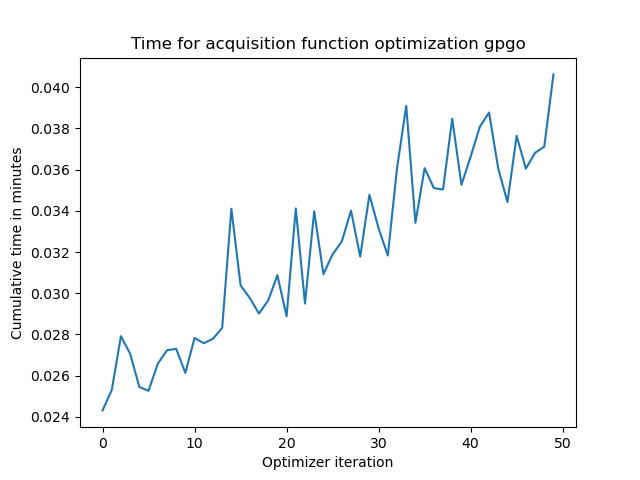 Time for acquisition function optimization gpgo
Cumulative time in minutes
0.040
0.038
0.036
0.034
0.032
0.030
0.028
0.026
0.024
0 10 20 30 40 50
Optimizer iteration